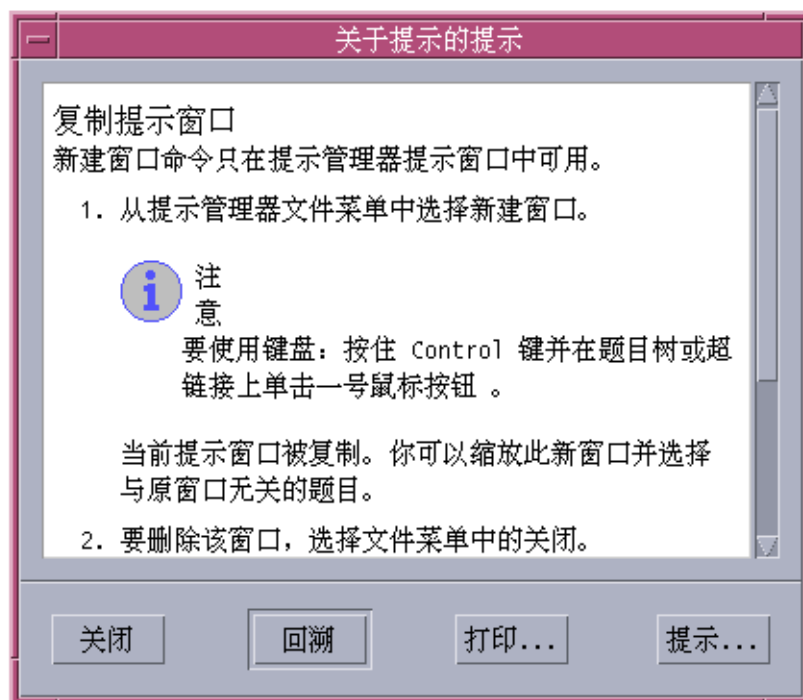 关于提示的提示
复制提示窗口
新建窗口命令只在提示管理器提示窗口中可用。
1. 从提示管理器文件菜单中选择新建窗口。
注
意
要使用键盘：按住 Control 键并在题目树或超
链接上单击一号鼠标按钮 。
当前提示窗口被复制。你可以缩放此新窗口并选择
与原窗口无关的题目。
2. 要删除该窗口，选择文件菜单中的关闭。
关闭 回溯 打印... 提示...